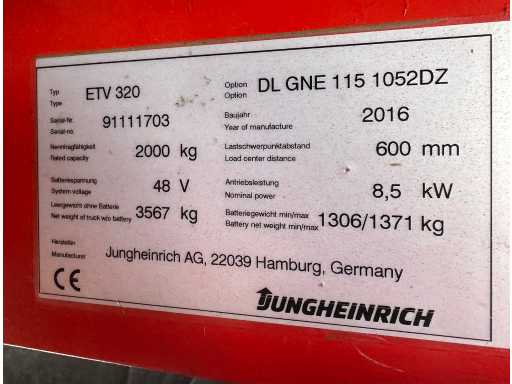 Typ ETV 320 Option DL GNE 115 1052DZ
Type Option
Serial-Nr. 91111703 Baujahr 2016
Serial-no. Year of manufacture
Nenntragfähigkeit 2000 kg Lastschwerpunktabstand 600 mm
Rated capacity Load center distance
Batteriespannung 48 V Antriebsleistung 8,5 kW
System voltage Nominal power
Leergewicht ohne Batterie 3567 kg Batteriegewicht min/max 1306/1371 kg
Net weight of truck w/o battery Battery net weight min/max
Hersteller Jungheinrich AG, 22039 Hamburg, Germany
Manufacturer
CE JUNGHEINRICH